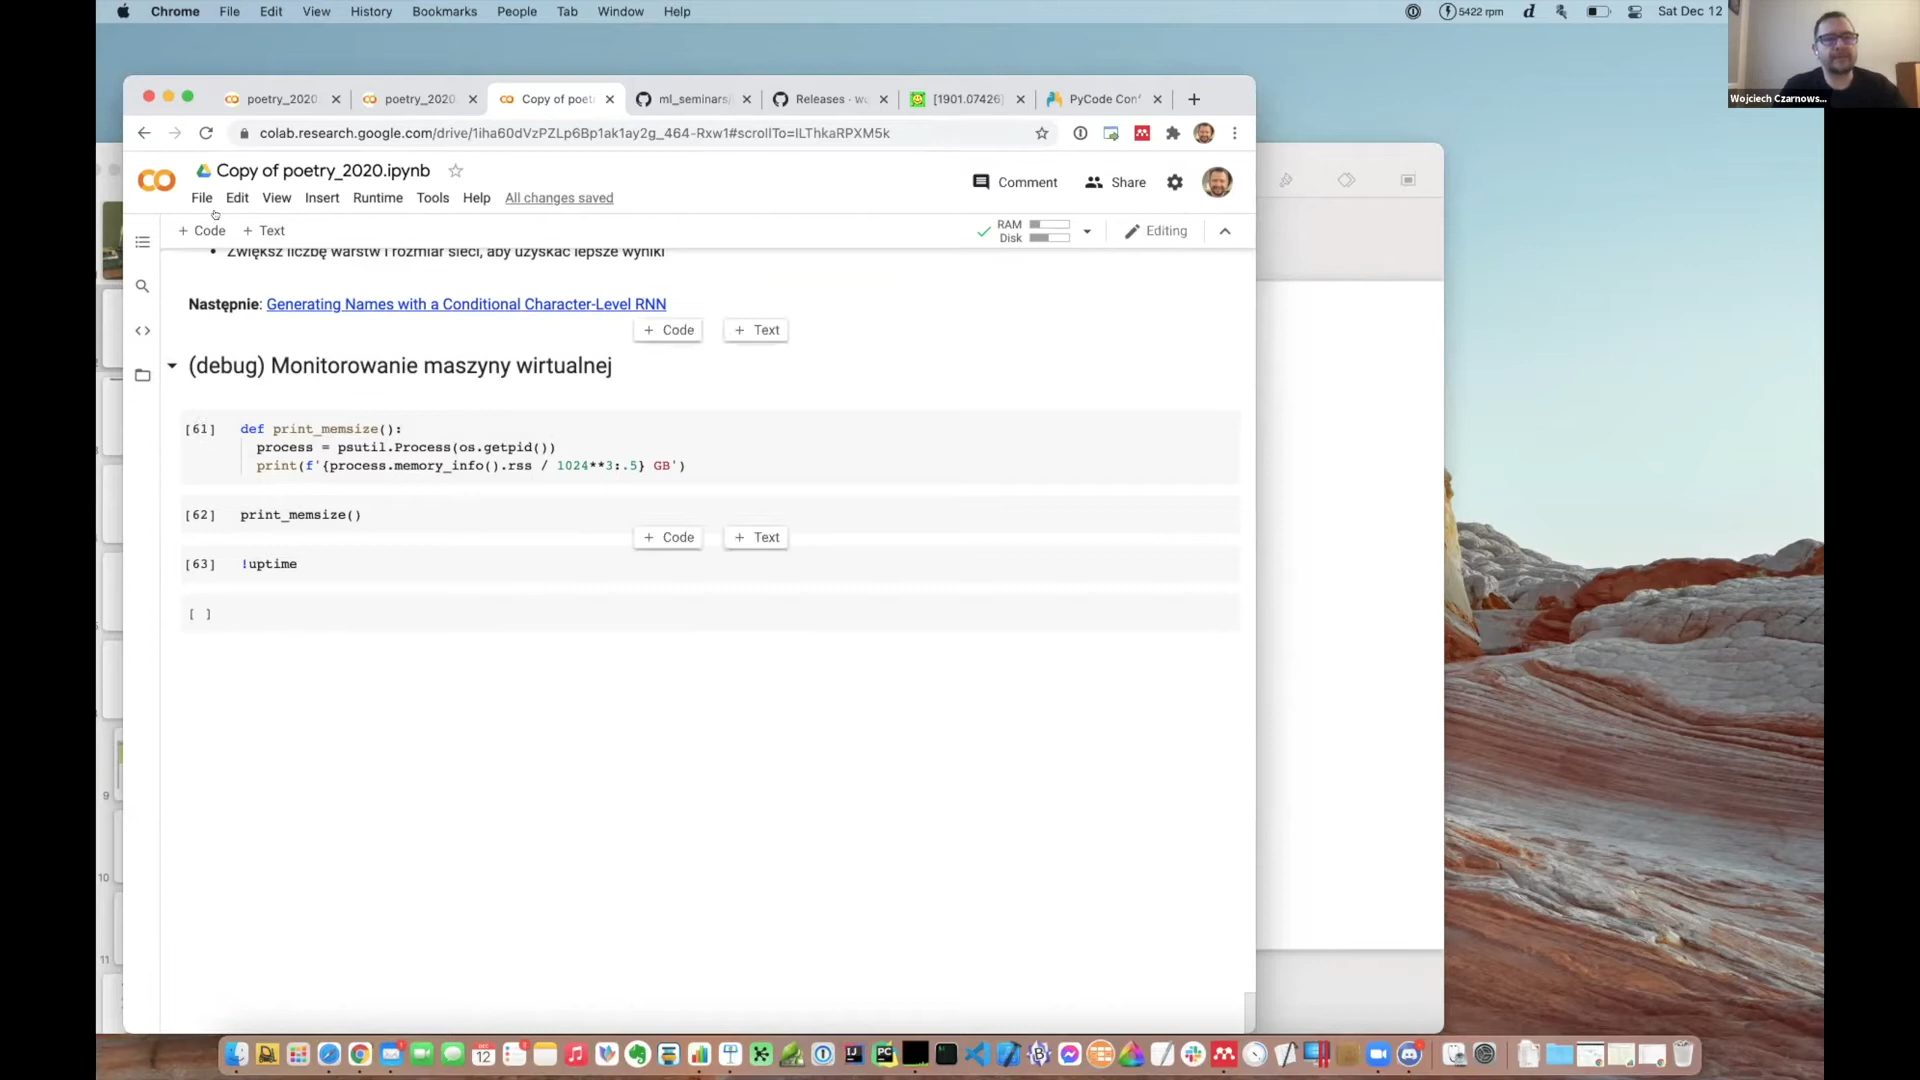 Chrome File Edit View History Bookmarks People Tab Window Help
5422 rpm
Sat Dec 12
Wojciech Czarnows...
poetry_2020
poetry_2020.
Copy of poet
ml_seminars/
Releases · wo
[1901.07426]
PyCode Conf
colab.research.google.com/drive/1iha60dVzPZLp6Bp1ak1ay2g_464-Rxw1#scrollTo=ILThkaRPXM5k
Copy of poetry_2020.ipynb
Comment
Share
File Edit View Insert Runtime Tools Help All changes saved
+ Code + Text
RAM
Disk
Editing
Zwiększ liczbę warstw i rozmiar sieci, aby uzyskać lepsze wyniki
Następnie: Generating Names with a Conditional Character-Level RNN
+ Code + Text
(debug) Monitorowanie maszyny wirtualnej
[61] def print_memsize():
process = psutil.Process(os.getpid())
print(f'{process.memory_info().rss / 1024**3:.5} GB')
[62] print_memsize()
+ Code + Text
[63] !uptime
[ ]
9
10
11